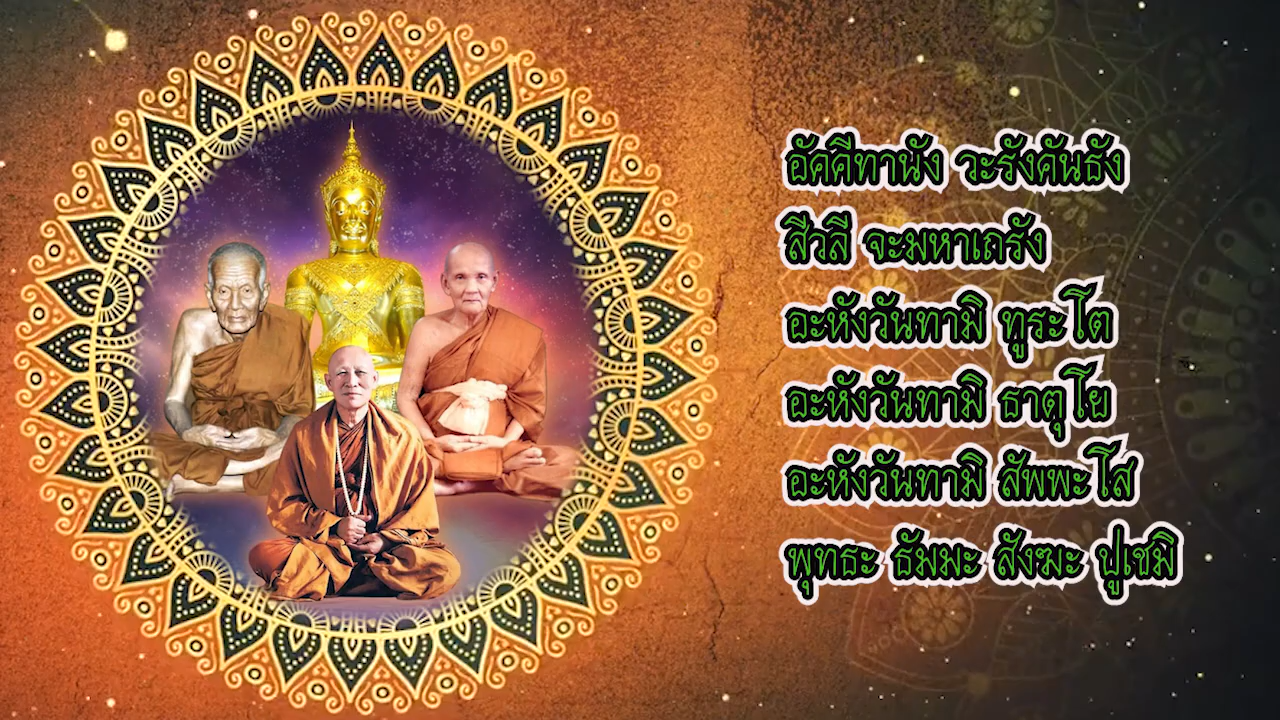 อัคคีทานัง วะรังคันธัง
สีวลี จะมหาเถรัง
อะหังวันทามิ ทูระโต
อะหังวันทามิ ธาตุโย
อะหังวันทามิ สัพพะโส
พุทธะ ธัมมะ สังฆะ ปูเชมิ